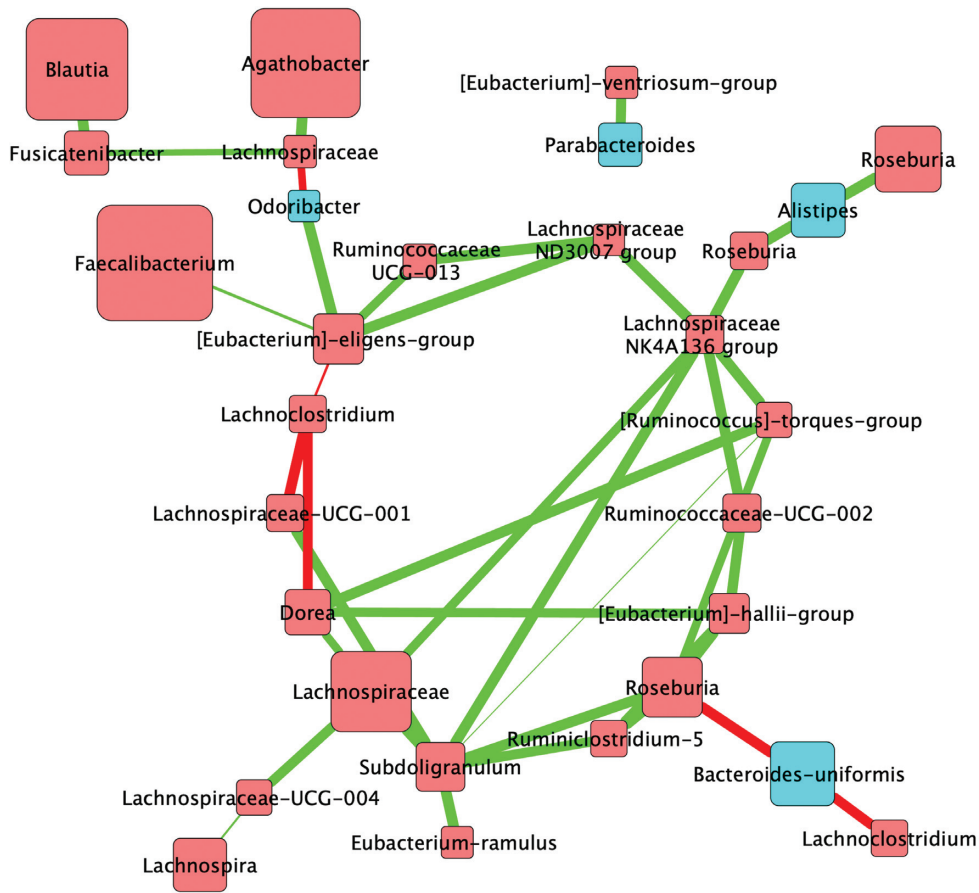 Agathobacter
Blautia
[Eubacterium]-ventriosum-group
Fusicatenibacter
Lachnospiraceae
Parabacteroides
Roseburia
Odoribacter
Alistipes
Faecalibacterium
Ruminococcaceae
UCG-013
Lachnospiraceae
ND3007 group
Roseburia
[Eubacterium]-eligens-group
Lachnospiraceae
NK4A136 group
Lachnoclostridium
[Ruminococcus]-torques-group
Lachnospiraceae-UCG-001
Ruminococcaceae-UCG-002
Dorea
[Eubacterium]-hallii-group
Lachnospiraceae
Roseburia
Ruminiclostridium-5
Subdoligranulum
Bacteroides-uniformis
Lachnospiraceae-UCG-004
Eubacterium-ramulus
Lachnoclostridium
Lachnospira